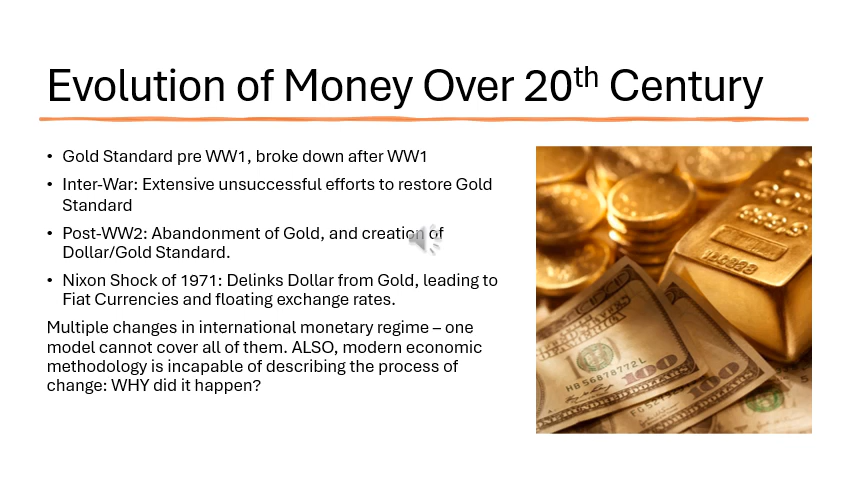 Evolution of Money Over 20th Century
• Gold Standard pre WW1, broke down after WW1
• Inter-War: Extensive unsuccessful efforts to restore Gold
Standard
• Post-WW2: Abandonment of Gold, and creation of
Dollar/Gold Standard.
• Nixon Shock of 1971: Delinks Dollar from Gold, leading to
Fiat Currencies and floating exchange rates.
Multiple changes in international monetary regime – one
model cannot cover all of them. ALSO, modern economic
methodology is incapable of describing the process of
change: WHY did it happen?
100
100